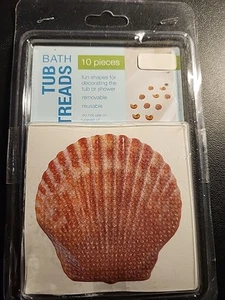 BATH
TUB
TREADS
10 pieces
fun shapes for
decorating the
tub or shower
removable
reusable